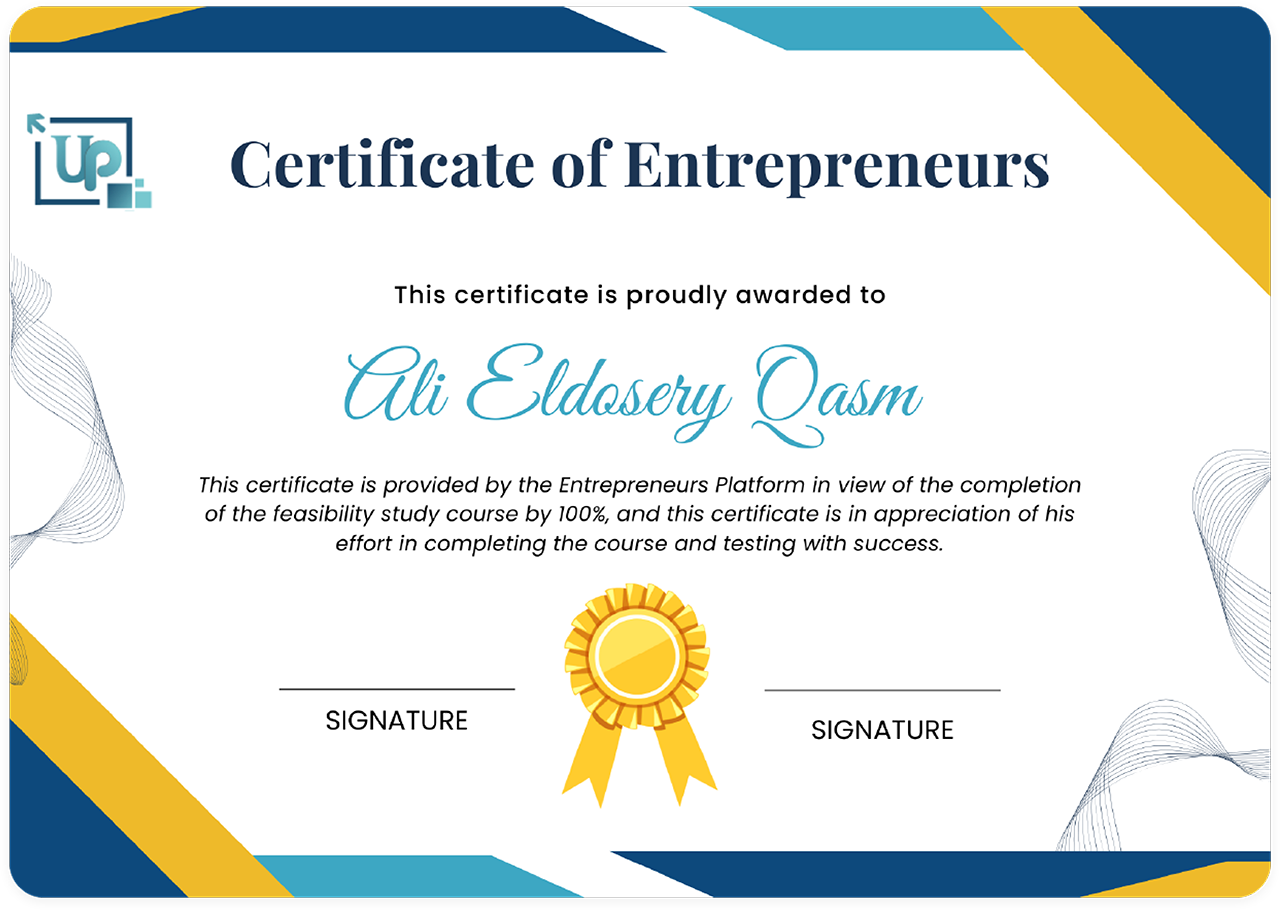 Up
Certificate of Entrepreneurs
This certificate is proudly awarded to
Ali Eldosery Qasm
This certificate is provided by the Entrepreneurs Platform in view of the completion
of the feasibility study course by 100%, and this certificate is in appreciation of his
effort in completing the course and testing with success.
SIGNATURE
SIGNATURE